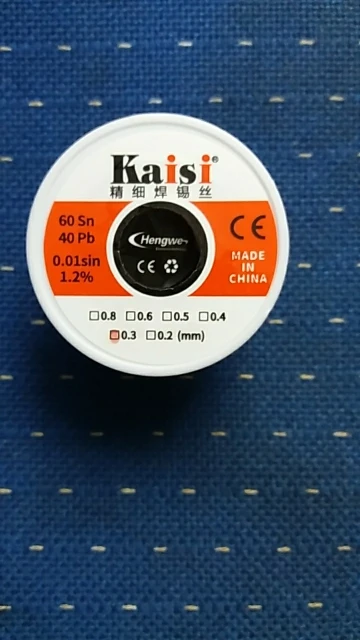 Kaisi®
精细焊锡丝
60 Sn
40 Pb
0.01sin
1.2%
Hengwei
CE
CE
MADE
IN
CHINA
□0.8 □0.6 □0.5 □0.4
□0.3 □0.2 (mm)